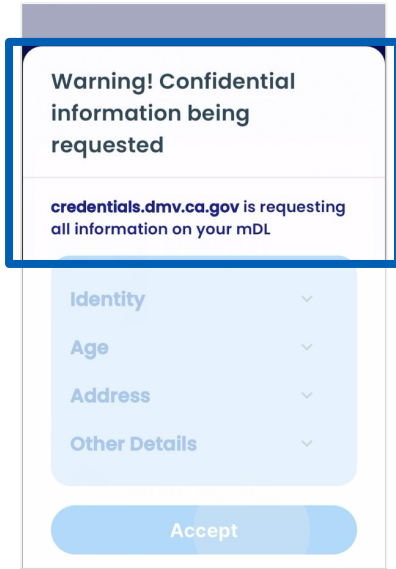 Warning! Confidential
information being
requested
credentials.dmv.ca.gov is requesting
all information on your mDL
Identity
Age
Address
Other Details
Accept